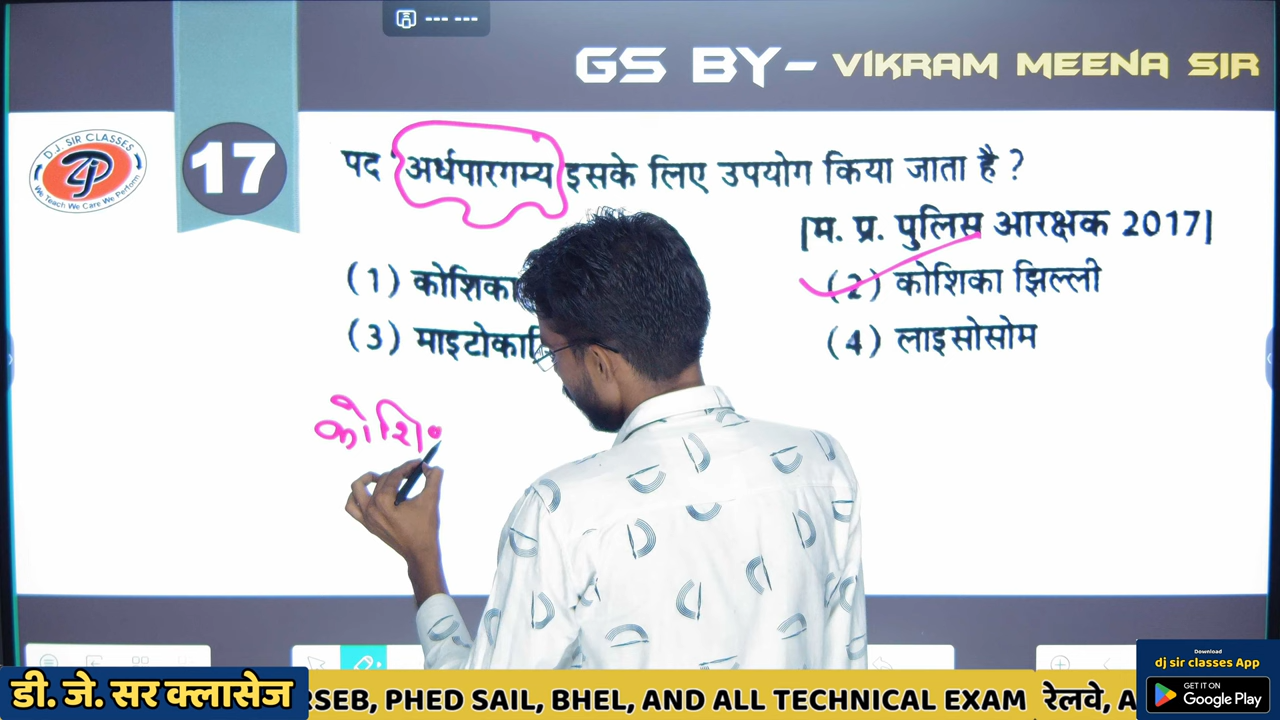 --- ---
GS BY- VIKRAM MEENA SIR
D.J. SIR CLASSES
We Teach We Care We Perform
17
पद 'अर्धपारगम्य इसके लिए उपयोग किया जाता है ?
[म. प्र. पुलिस आरक्षक 2017]
(1) कोशिका
(2) कोशिका झिल्ली
(3)
(4) लाइसोसोम
कोशि
डी. जे. सर क्लासेज
RSEB, PHED SAIL, BHEL, AND ALL TECHNICAL EXAM रेलवे, A
Download
dj sir classes App
GET IT ON
Google Play